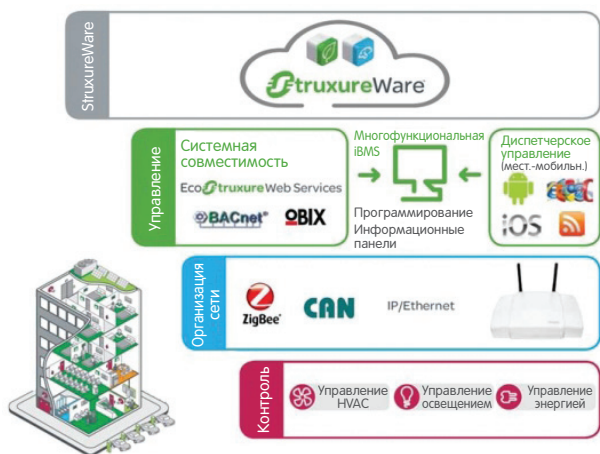 StruxureWare
StruxureWare
Управление
Системная
совместимость
EcoStruxure Web Services
BACnet
oBIX
Многофункциональная
iBMS
Программирование
Информационные
панели
Диспетчерское
управление
(мест.-мобильн.)
iOS
Организация
сети
ZigBee
CAN
IP/Ethernet
Контроль
Управление
HVAC
Управление
освещением
Управление
энергией